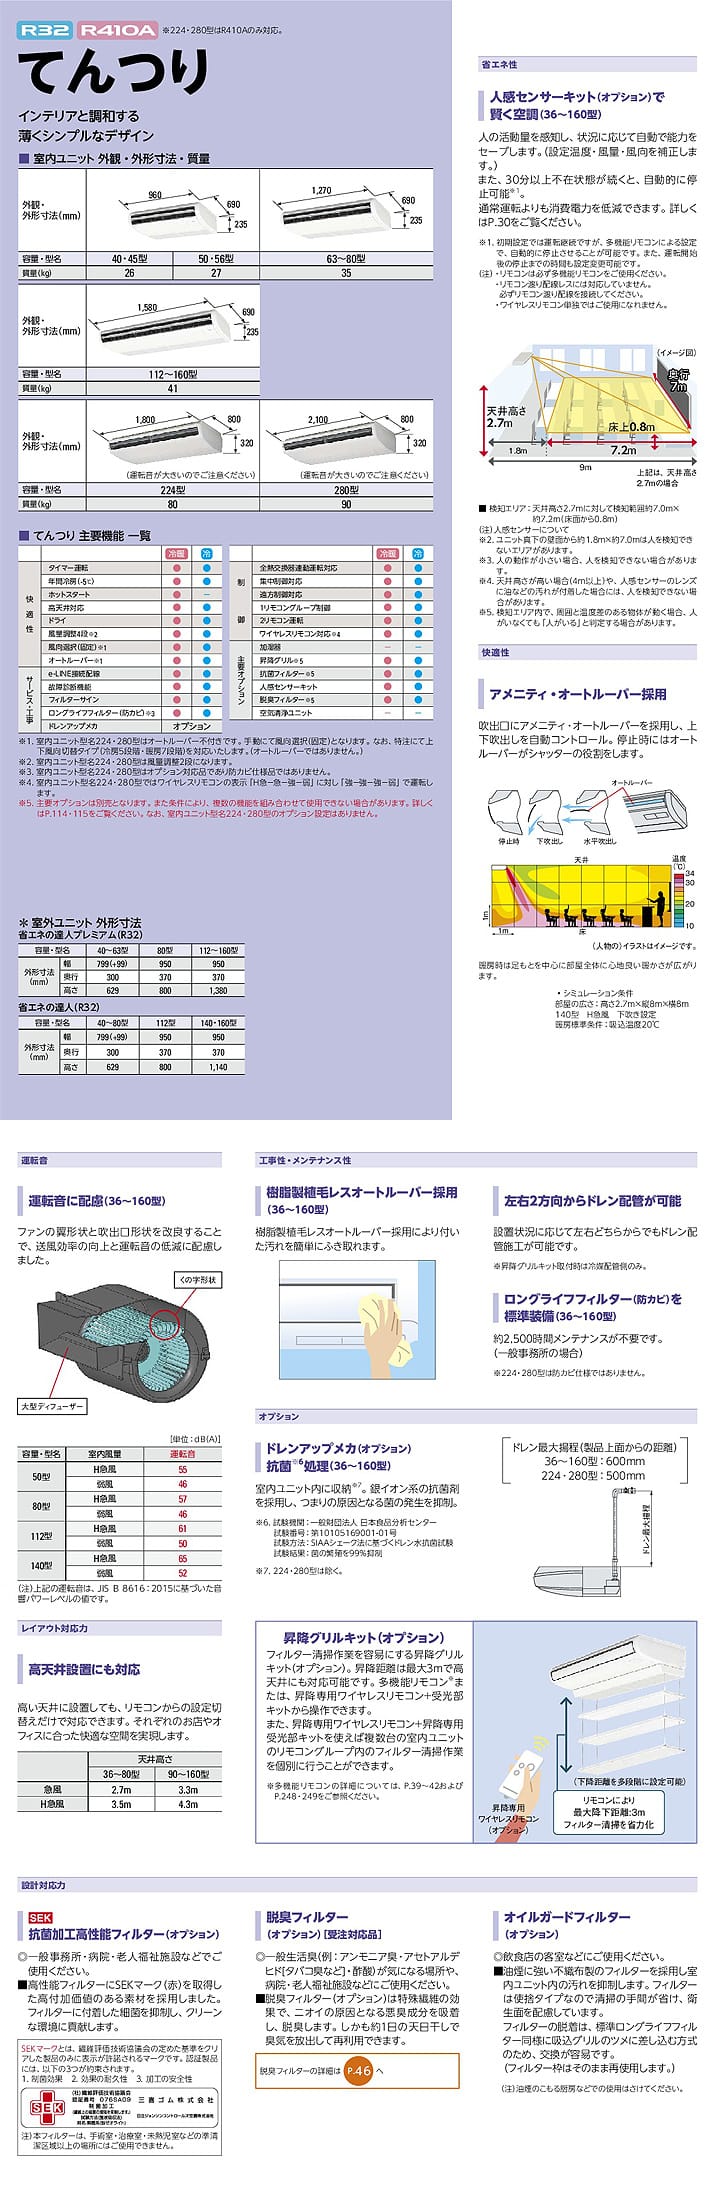 R32 R410A ※224・280型はR410Aのみ対応。
てんつり
インテリアと調和する
薄くシンプルなデザイン
■ 室内ユニット 外観・外形寸法・質量
外観・
外形寸法(mm)
960 690 235
1,270 690 235
容量・型名 40・45型 50・56型 63〜80型
質量(kg) 26 27 35
外観・
外形寸法(mm)
1,580 690 235
容量・型名 112〜160型
質量(kg) 41
外観・
外形寸法(mm)
1,800 800 320
2,100 800 320
(運転音が大きいのでご注意ください) (運転音が大きいのでご注意ください)
容量・型名 224型 280型
質量(kg) 80 90
■ てんつり 主要機能 一覧
冷暖 冷 冷暖 冷
快適性
タイマー運転 ● ●
年間冷房(-5℃) ● ●
ホットスタート ● −
高天井対応 ● ●
ドライ ● ●
風量調整4段※2 ● ●
風向選択(固定)※1 ● ●
オートルーバー※1 ● ●
サービス・工事
e-LINE接続配線 ● ●
故障診断機能 ● ●
フィルターサイン ● ●
ロングライフフィルター(防カビ)※3 ● ●
ドレンアップメカ オプション
制御
全熱交換器連動運転対応 ● ●
集中制御対応 ● ●
遠方制御対応 ● ●
1リモコングループ制御 ● ●
2リモコン運転 ● ●
ワイヤレスリモコン対応※4 ● ●
主要オプション
加湿器 − −
昇降グリル※5 ● ●
抗菌フィルター※5 ● ●
人感センサーキット ● ●
脱臭フィルター※5 ● ●
空気清浄ユニット − −
※1. 室内ユニット型名224・280型はオートルーバー不付きです。手動にて風向選択(固定)となります。なお、特注にて上
下風向切替タイプ(冷房5段階・暖房7段階)を対応いたします。(オートルーバーではありません。)
※2. 室内ユニット型名224・280型は風量調整2段になります。
※3. 室内ユニット型名224・280型はオプション対応品であり防カビ仕様品ではありません。
※4. 室内ユニット型名224・280型ではワイヤレスリモコンの表示「H急−急−強−弱」に対し「強−強−強−弱」で運転し
ます。
※5. 主要オプションは別売となります。また条件により、複数の機能を組み合わせて使用できない場合があります。詳しく
はP.114・115をご覧ください。なお、室内ユニット型名224・280型のオプション設定はありません。
＊ 室外ユニット 外形寸法
省エネの達人プレミアム(R32)
容量・型名 40〜63型 80型 112〜160型
外形寸法
(mm)
幅 799(+99) 950 950
奥行 300 370 370
高さ 629 800 1,380
省エネの達人(R32)
容量・型名 40〜80型 112型 140・160型
外形寸法
(mm)
幅 799(+99) 950 950
奥行 300 370 370
高さ 629 800 1,140
省エネ性
人感センサーキット(オプション)で
賢く空調(36〜160型)
人の活動量を感知し、状況に応じて自動で能力を
セーブします。(設定温度・風量・風向を補正しま
す。)
また、30分以上不在状態が続くと、自動的に停
止可能※1。
通常運転よりも消費電力を低減できます。詳しく
はP.30をご覧ください。
※1. 初期設定では運転継続ですが、多機能リモコンによる設定
で、自動的に停止させることが可能です。また、運転開始
後の停止までの時間も設定変更可能です。
(注)・リモコンは必ず多機能リモコンをご使用ください。
・リモコン渡り配線レスには対応していません。
必ずリモコン渡り配線を接続してください。
・ワイヤレスリモコン単独ではご使用になれません。
(イメージ図)
奥行
7m
天井高さ
2.7m
床上0.8m
1.8m 7.2m
9m
上記は、天井高さ
2.7mの場合
■ 検知エリア：天井高さ2.7mに対して検知範囲約7.0m×
約7.2m(床面から0.8m)
(注)人感センサーについて
※2. ユニット真下の壁面から約1.8m×約7.0mは人を検知でき
ないエリアがあります。
※3. 人の動作が小さい場合、人を検知できない場合がありま
す。
※4. 天井高さが高い場合(4m以上)や、人感センサーのレンズ
に油などの汚れが付着した場合には、人を検知できない場
合があります。
※5. 検知エリア内で、周囲と温度差のある物体が動く場合、人
がいなくても「人がいる」と判定する場合があります。
快適性
アメニティ・オートルーバー採用
吹出口にアメニティ・オートルーバーを採用し、上
下吹出しを自動コントロール。停止時にはオート
ルーバーがシャッターの役割をします。
オートルーバー
停止時 下吹出し 水平吹出し
天井
温度
(℃)
34
30
20
10
1m
1m 床
(人物の)イラストはイメージです。
暖房時は足もとを中心に部屋全体に心地良い暖かさが広がり
ます。
・シミュレーション条件
部屋の広さ：高さ2.7m×縦8m×横8m
140型 H急風 下吹き設定
暖房標準条件：吸込温度20℃
運転音
運転音に配慮(36〜160型)
ファンの翼形状と吹出口形状を改良すること
で、送風効率の向上と運転音の低減に配慮し
ました。
くの字形状
大型ディフューザー
[単位：dB(A)]
容量・型名 室内風量 運転音
50型 H急風 55
弱風 46
80型 H急風 57
弱風 46
112型 H急風 61
弱風 50
140型 H急風 65
弱風 52
(注)上記の運転音は、JIS B 8616：2015に基づいた音
響パワーレベルの値です。
レイアウト対応力
高天井設置にも対応
高い天井に設置しても、リモコンからの設定切
替えだけで対応できます。それぞれのお店やオ
フィスに合った快適な空間を実現します。
天井高さ
36〜80型 90〜160型
急風 2.7m 3.3m
H急風 3.5m 4.3m
工事性・メンテナンス性
樹脂製植毛レスオートルーバー採用
(36〜160型)
樹脂製植毛レスオートルーバー採用により付い
た汚れを簡単にふき取れます。
左右2方向からドレン配管が可能
設置状況に応じて左右どちらからでもドレン配
管施工が可能です。
※昇降グリルキット取付時は冷媒配管側のみ。
ロングライフフィルター(防カビ)を
標準装備(36〜160型)
約2,500時間メンテナンスが不要です。
(一般事務所の場合)
※224・280型は防カビ仕様ではありません。
オプション
ドレンアップメカ(オプション)
抗菌※6処理(36〜160型)
室内ユニット内に収納※7。銀イオン系の抗菌剤
を採用し、つまりの原因となる菌の発生を抑制。
※6. 試験機関：一般財団法人 日本食品分析センター
試験番号：第10105169001-01号
試験方法：SIAAシェーク法に基づくドレン水抗菌試験
試験結果：菌の繁殖を99%抑制
※7. 224・280型は除く。
ドレン最大揚程(製品上面からの距離)
36〜160型：600mm
224・280型：500mm
ドレン最大揚程
昇降グリルキット(オプション)
フィルター清掃作業を容易にする昇降グリル
キット(オプション)。昇降距離は最大3mで高
天井にも対応可能です。多機能リモコン※ま
たは、昇降専用ワイヤレスリモコン+受光部
キットから操作できます。
また、昇降専用ワイヤレスリモコン+昇降専用
受光部キットを使えば複数台の室内ユニット
のリモコングループ内のフィルター清掃作業
を個別に行うことができます。
※多機能リモコンの詳細については、P.39〜42および
P.248・249をご参照ください。
昇降専用
ワイヤレスリモコン
(オプション)
(下降距離を多段階に設定可能)
リモコンにより
最大降下距離：3m
フィルター清掃を省力化
設計対応力
SEK
抗菌加工高性能フィルター(オプション)
◎一般事務所・病院・老人福祉施設などでご
使用ください。
■高性能フィルターにSEKマーク(赤)を取得し
た高付加価値のある素材を採用しました。
フィルターに付着した細菌を抑制し、クリーン
な環境に貢献します。
SEKマークとは、繊維評価技術協議会の定めた基準をクリ
アした製品のみに表示が許諾されるマークです。認証製品
には、以下の3つが約束されます。
1. 制菌効果 2. 効果の耐久性 3. 加工の安全性
SEK
(社)繊維評価技術協議会
認証番号 0768A09
制菌加工
三喜ゴム株式会社
日立ジョンソンコントロールズ空調株式会社
注)本フィルターは、手術室・治療室・未熟児室などの準清
潔区域以上の場所にはご使用できません。
脱臭フィルター
(オプション)[受注対応品]
◎一般生活臭(例：アンモニア臭・アセトアルデ
ヒド[タバコ臭など]・酢酸)が気になる場所や、
病院・老人福祉施設などにご使用ください。
■脱臭フィルター(オプション)は特殊繊維の効
果で、ニオイの原因となる悪臭成分を吸着
し、脱臭します。しかも約1日の天日干しで
臭気を放出して再利用できます。
脱臭フィルターの詳細は P.46 へ
オイルガードフィルター
(オプション)
◎飲食店の客室などにご使用ください。
■油煙に強い不織布製のフィルターを採用し室
内ユニット内の汚れを抑制します。フィルター
は使捨タイプなので清掃の手間が省け、衛
生面を配慮しています。
フィルターの脱着は、標準ロングライフフィル
ター同様に吸込グリルのツメに差し込む方式
のため、交換が容易です。
(フィルター枠はそのまま再使用します。)
(注)油煙のこもる厨房などでの使用はさけてください。